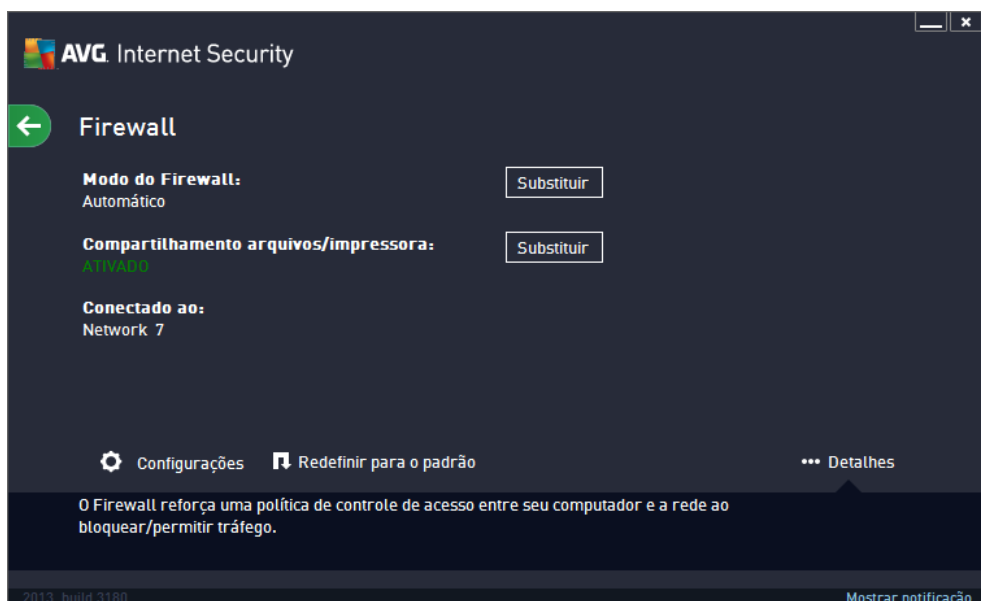 AVG. Internet Security
Firewall
Modo do Firewall:
Automático
Substituir
Compartilhamento arquivos/impressora:
ATIVADO
Substituir
Conectado ao:
Network 7
Configurações
Redefinir para o padrão
Detalhes
O Firewall reforça uma política de controle de acesso entre seu computador e a rede ao
bloquear/permitir tráfego.
2013 build 3180
Mostrar notificação